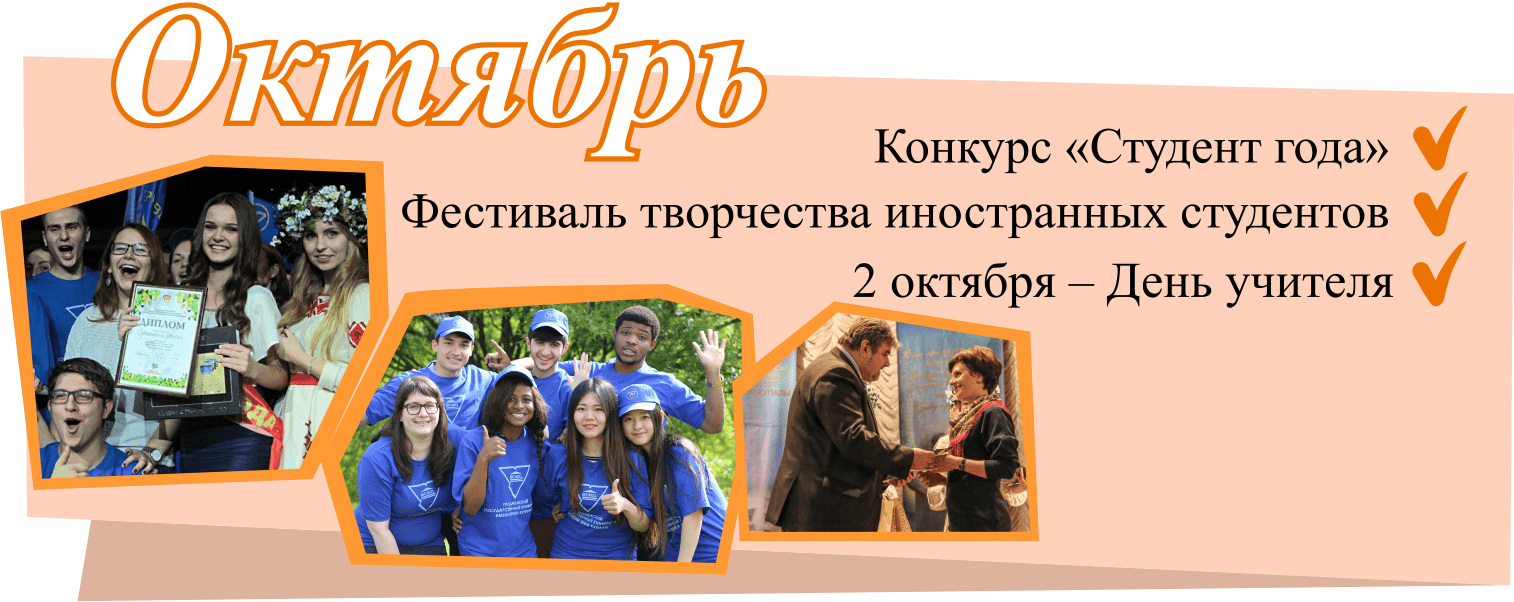 Октябрь
Конкурс «Студент года»
Фестиваль творчества иностранных студентов
2 октября – День учителя
ДИПЛОМ